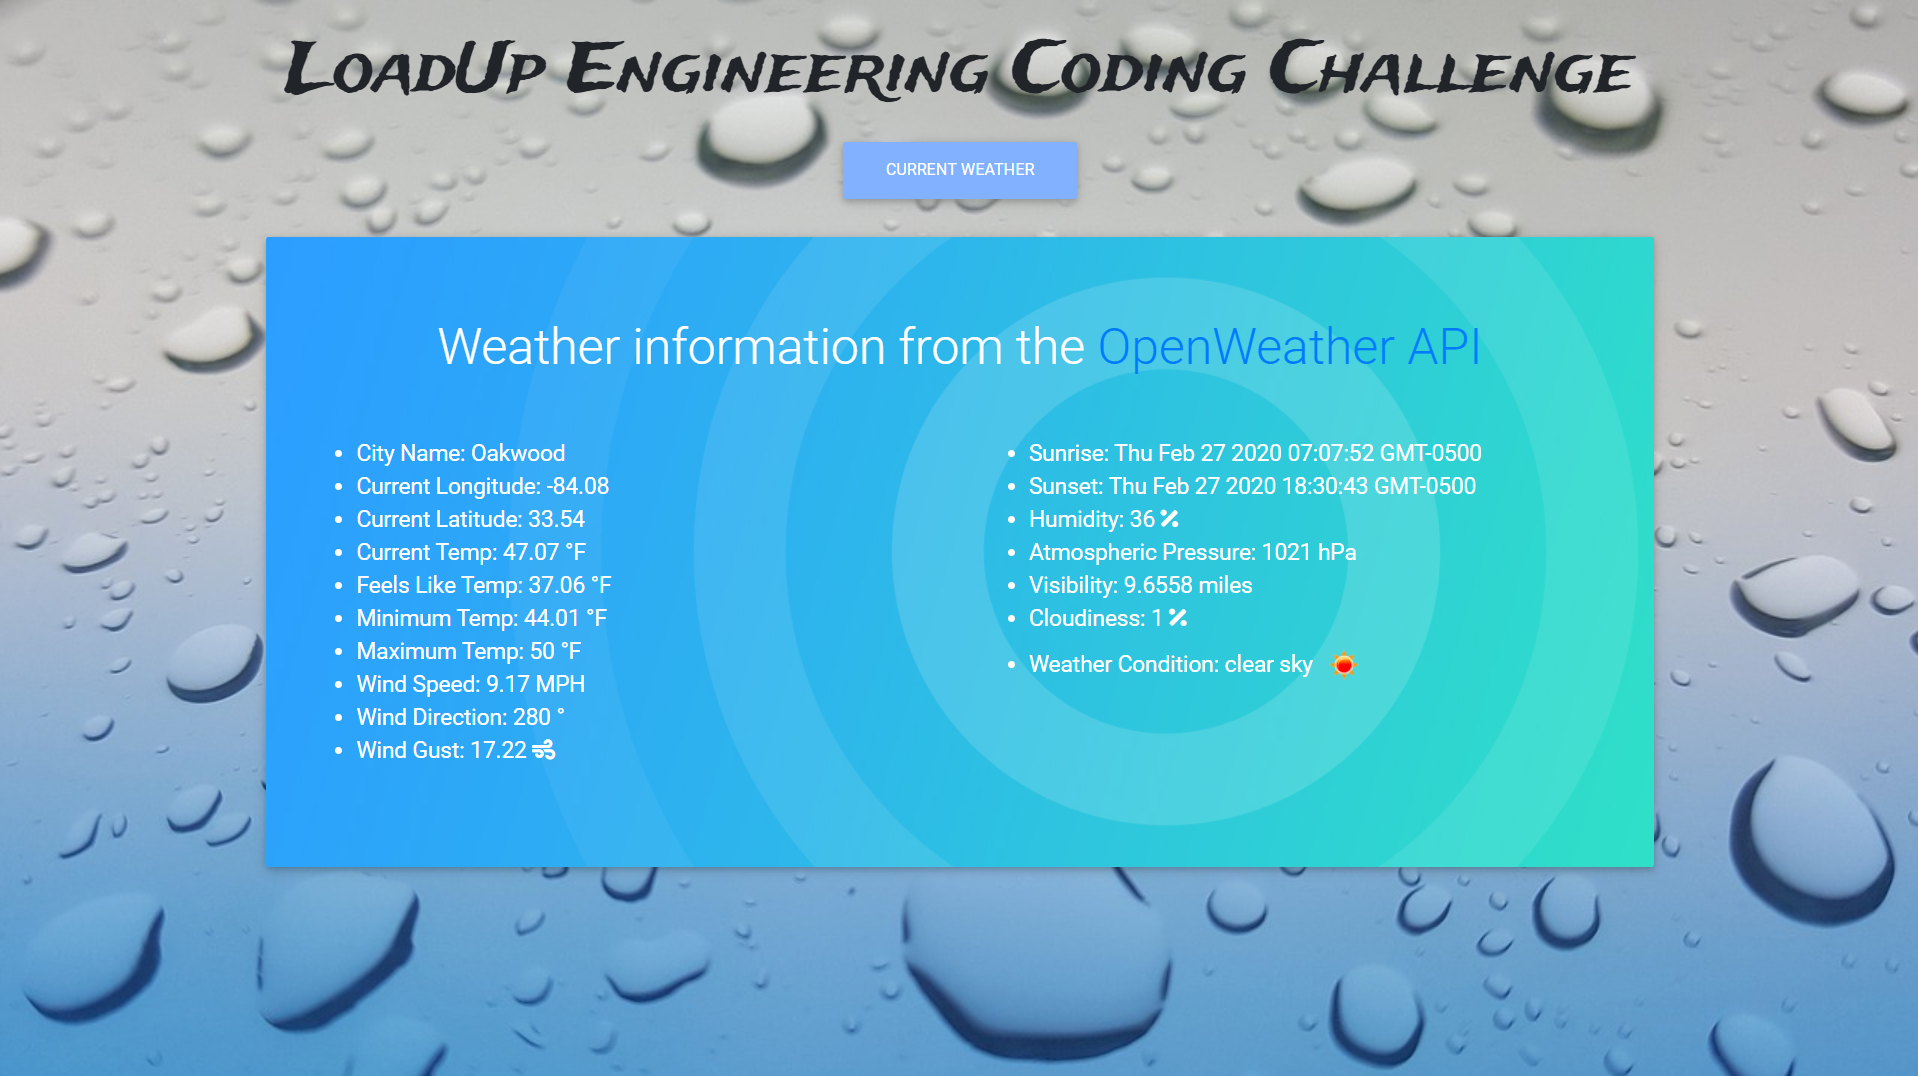 LoadUp Engineering Coding Challenge
CURRENT WEATHER
Weather information from the OpenWeather API
City Name: Oakwood
Current Longitude: -84.08
Current Latitude: 33.54
Current Temp: 47.07 °F
Feels Like Temp: 37.06 °F
Minimum Temp: 44.01 °F
Maximum Temp: 50 °F
Wind Speed: 9.17 MPH
Wind Direction: 280 °
Wind Gust: 17.22
Sunrise: Thu Feb 27 2020 07:07:52 GMT-0500
Sunset: Thu Feb 27 2020 18:30:43 GMT-0500
Humidity: 36 %
Atmospheric Pressure: 1021 hPa
Visibility: 9.6558 miles
Cloudiness: 1 %
Weather Condition: clear sky